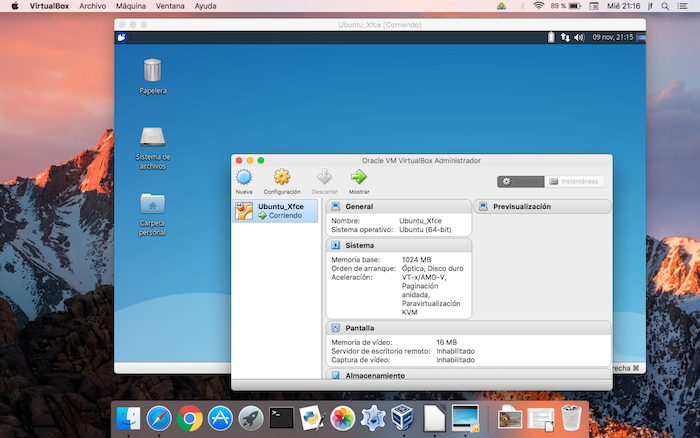 VirtualBox Archivo Máquina Ventana Ayuda 89 % Mié 21:16 jf
Ubuntu_Xfce [Corriendo]
09 nov, 21:15
Papelera
Sistema de
archivos
Carpeta
personal
Oracle VM VirtualBox Administrador
Nueva Configuración Descartar Mostrar Instantáneas
Ubuntu_Xfce
Corriendo
General
Nombre: Ubuntu_Xfce
Sistema operativo: Ubuntu (64-bit)
Previsualización
Sistema
Memoria base: 1024 MB
Orden de arranque: Óptica, Disco duro
Aceleración: VT-x/AMD-V,
Paginación
anidada,
Paravirtualización
KVM
Pantalla
Memoria de vídeo: 16 MB
Servidor de escritorio remoto: Inhabilitado
Captura de vídeo: Inhabilitado
Almacenamiento
recha ⌘